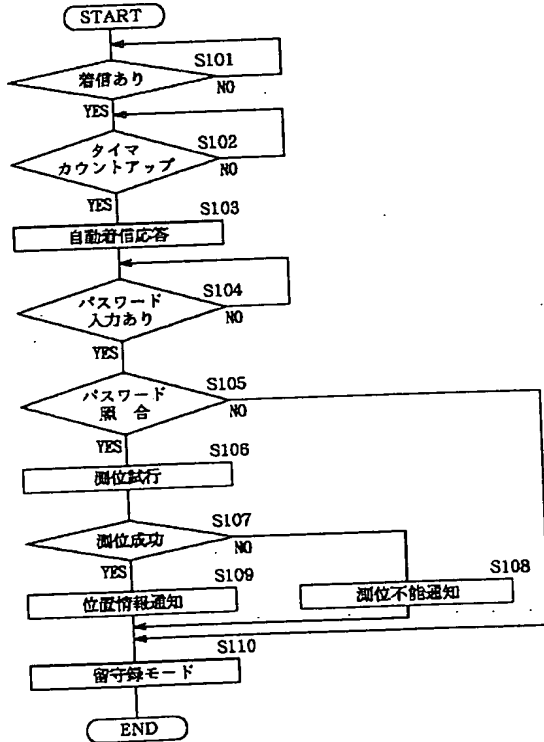 START
S101
着信あり
NO
YES
S102
タイマ
カウントアップ
NO
YES
S103
自動着信応答
S104
パスワード
入力あり
NO
YES
S105
パスワード
照 合
NO
YES
S106
測位試行
S107
測位成功
NO
YES
S109
位置情報通知
S108
測位不能通知
S110
留守録モード
END